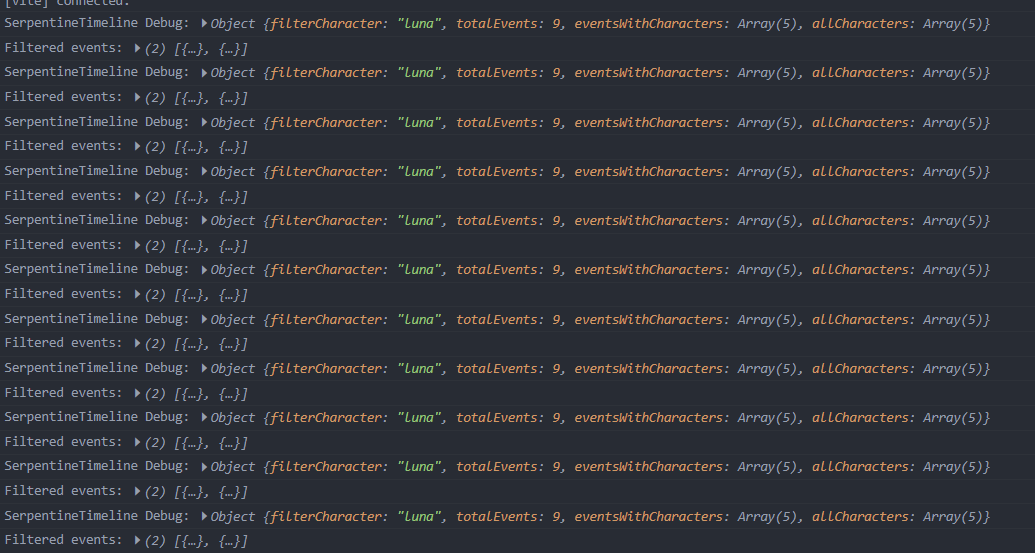 [vite] connected.
SerpentineTimeline Debug: ▶Object {filterCharacter: "luna", totalEvents: 9, eventsWithCharacters: Array(5), allCharacters: Array(5)}
Filtered events: ▶(2) [{…}, {…}]
SerpentineTimeline Debug: ▶Object {filterCharacter: "luna", totalEvents: 9, eventsWithCharacters: Array(5), allCharacters: Array(5)}
Filtered events: ▶(2) [{…}, {…}]
SerpentineTimeline Debug: ▶Object {filterCharacter: "luna", totalEvents: 9, eventsWithCharacters: Array(5), allCharacters: Array(5)}
Filtered events: ▶(2) [{…}, {…}]
SerpentineTimeline Debug: ▶Object {filterCharacter: "luna", totalEvents: 9, eventsWithCharacters: Array(5), allCharacters: Array(5)}
Filtered events: ▶(2) [{…}, {…}]
SerpentineTimeline Debug: ▶Object {filterCharacter: "luna", totalEvents: 9, eventsWithCharacters: Array(5), allCharacters: Array(5)}
Filtered events: ▶(2) [{…}, {…}]
SerpentineTimeline Debug: ▶Object {filterCharacter: "luna", totalEvents: 9, eventsWithCharacters: Array(5), allCharacters: Array(5)}
Filtered events: ▶(2) [{…}, {…}]
SerpentineTimeline Debug: ▶Object {filterCharacter: "luna", totalEvents: 9, eventsWithCharacters: Array(5), allCharacters: Array(5)}
Filtered events: ▶(2) [{…}, {…}]
SerpentineTimeline Debug: ▶Object {filterCharacter: "luna", totalEvents: 9, eventsWithCharacters: Array(5), allCharacters: Array(5)}
Filtered events: ▶(2) [{…}, {…}]
SerpentineTimeline Debug: ▶Object {filterCharacter: "luna", totalEvents: 9, eventsWithCharacters: Array(5), allCharacters: Array(5)}
Filtered events: ▶(2) [{…}, {…}]
SerpentineTimeline Debug: ▶Object {filterCharacter: "luna", totalEvents: 9, eventsWithCharacters: Array(5), allCharacters: Array(5)}
Filtered events: ▶(2) [{…}, {…}]
SerpentineTimeline Debug: ▶Object {filterCharacter: "luna", totalEvents: 9, eventsWithCharacters: Array(5), allCharacters: Array(5)}
Filtered events: ▶(2) [{…}, {…}]